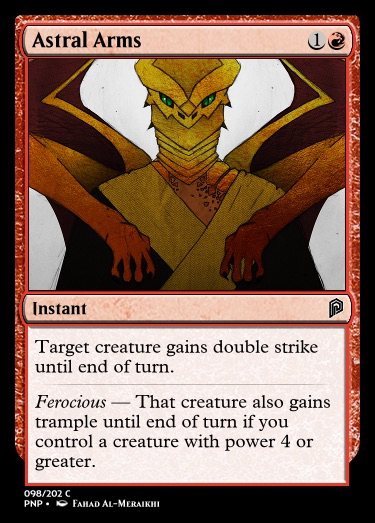 Astral Arms 1
Instant
Target creature gains double strike
until end of turn.
Ferocious — That creature also gains
trample until end of turn if you
control a creature with power 4 or
greater.
098/202 C
PNP • Fahad Al-Meraikhi